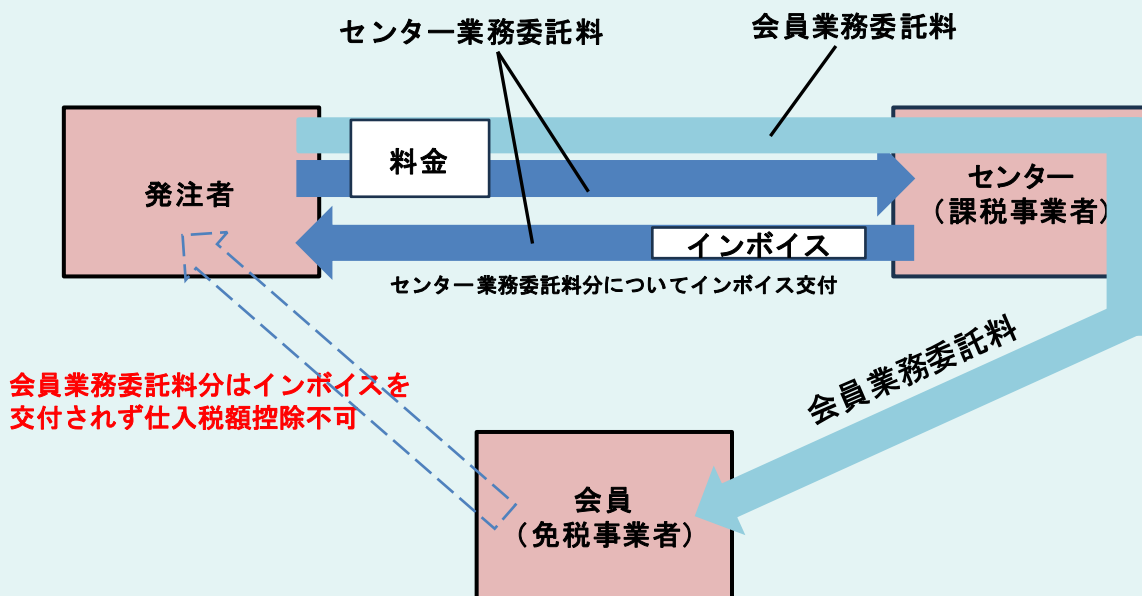 センター業務委託料
会員業務委託料
料金
発注者
センター
（課税事業者）
インボイス
センター業務委託料分についてインボイス交付
会員業務委託料
会員業務委託料分はインボイスを
交付されず仕入税額控除不可
会員
（免税事業者）